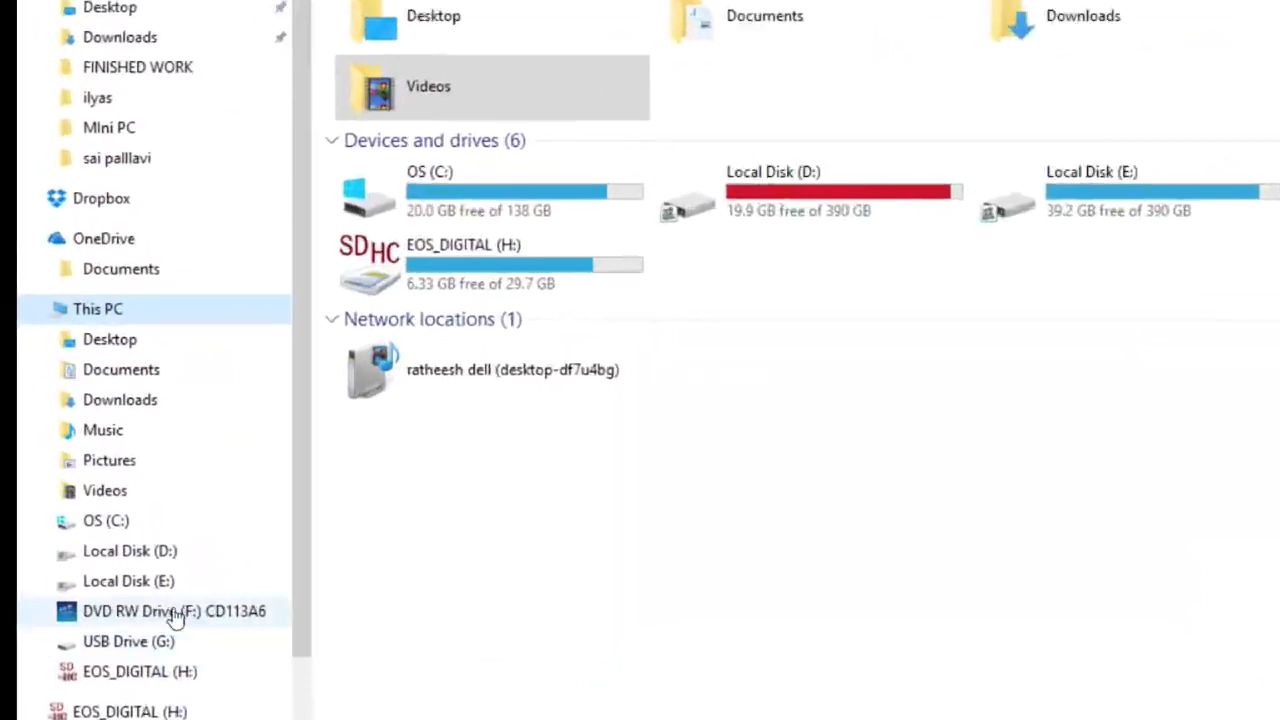 Desktop
Downloads
FINISHED WORK
ilyas
MIni PC
sai palllavi
Dropbox
OneDrive
Documents
This PC
Desktop
Documents
Downloads
Music
Pictures
Videos
OS (C:)
Local Disk (D:)
Local Disk (E:)
DVD RW Drive (F:) CD113A6
USB Drive (G:)
SD HC EOS_DIGITAL (H:)
SD HC EOS_DIGITAL (H:)
Desktop
Documents
Downloads
Videos
Devices and drives (6)
OS (C:)
20.0 GB free of 138 GB
Local Disk (D:)
19.9 GB free of 390 GB
Local Disk (E:)
39.2 GB free of 390 GB
SDHC
EOS_DIGITAL (H:)
6.33 GB free of 29.7 GB
Network locations (1)
ratheesh dell (desktop-df7u4bg)